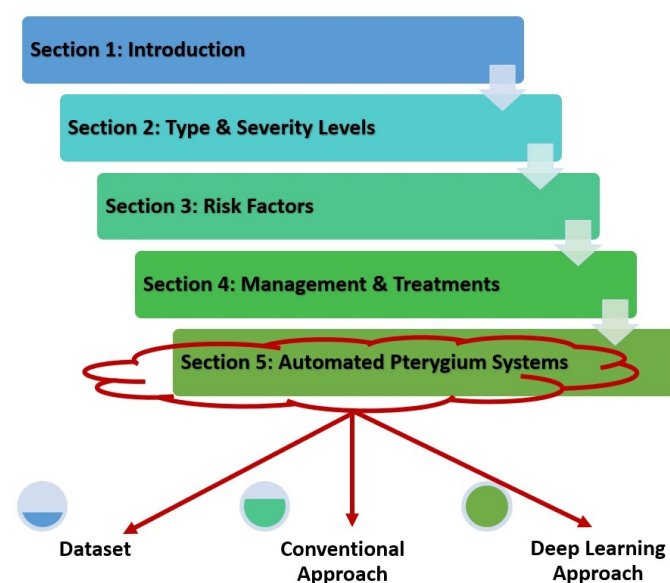 Section 1: Introduction
Section 2: Type & Severity Levels
Section 3: Risk Factors
Section 4: Management & Treatments
Section 5: Automated Pterygium Systems
Dataset
Conventional
Approach
Deep Learning
Approach